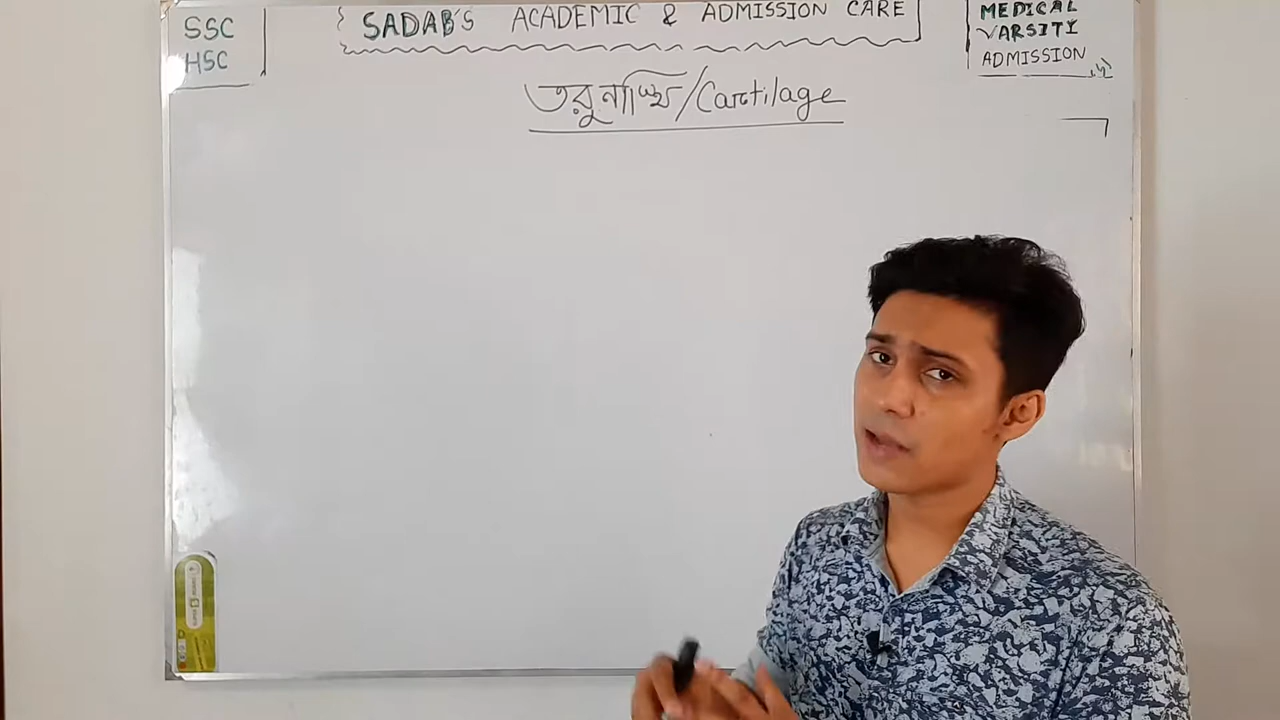 SSC
HSC
SADAB'S ACADEMIC & ADMISSION CARE
MEDICAL
VARSITY
ADMISSION
তরুনাস্থি/Cartilage